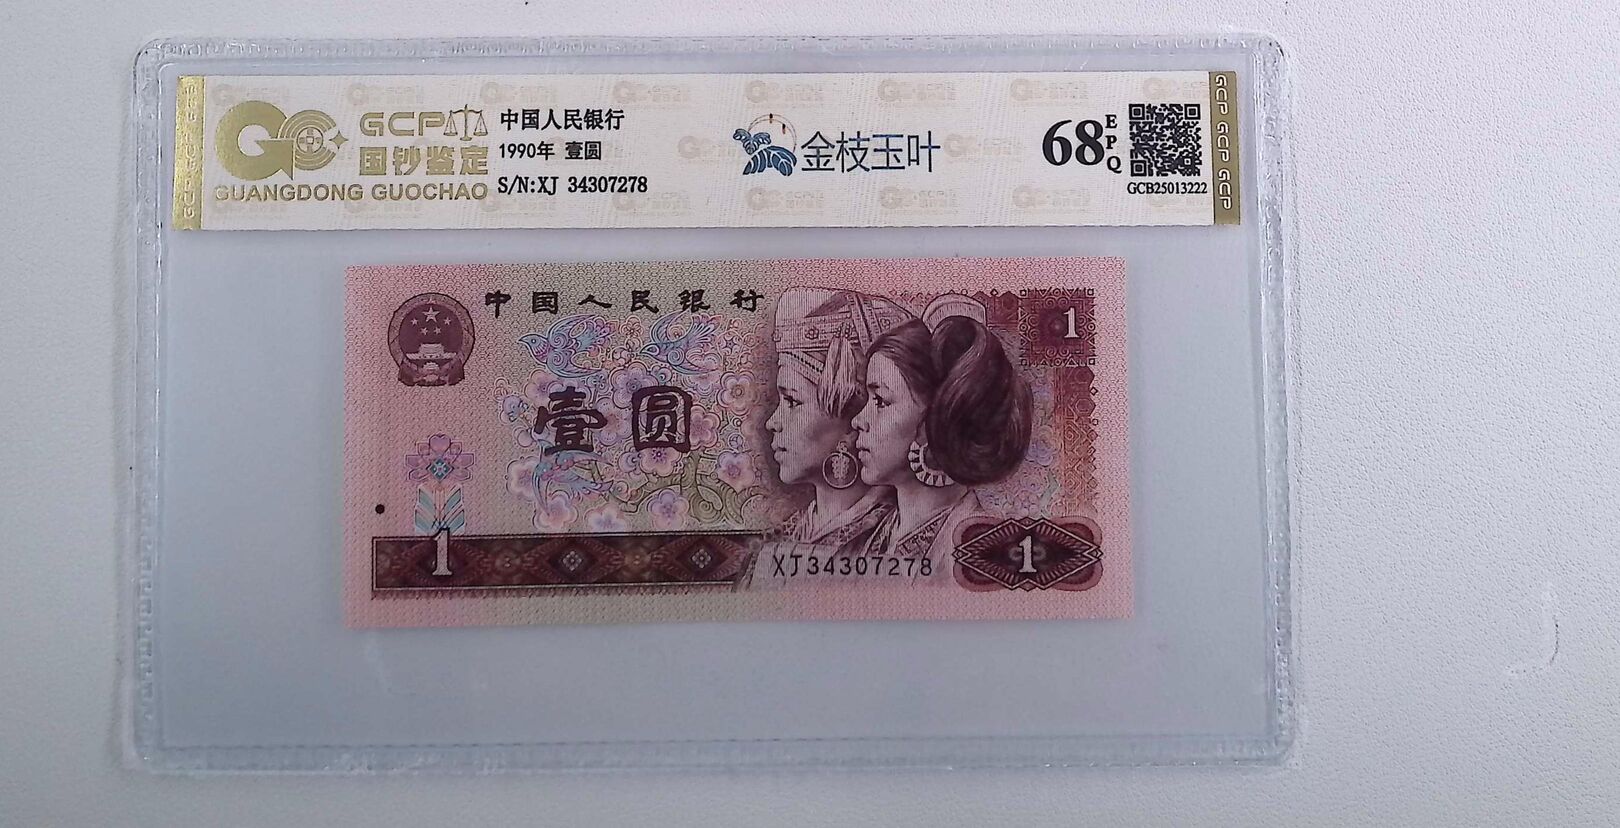 GCP
国钞鉴定
GUANGDONG GUOCHAO
中国人民银行
1990年 壹圆
S/N:XJ 34307278
金枝玉叶
68
EPQ
GCB25013222
GCP GCP GCP
中国人民银行
1
壹圆
1
XJ34307278
1